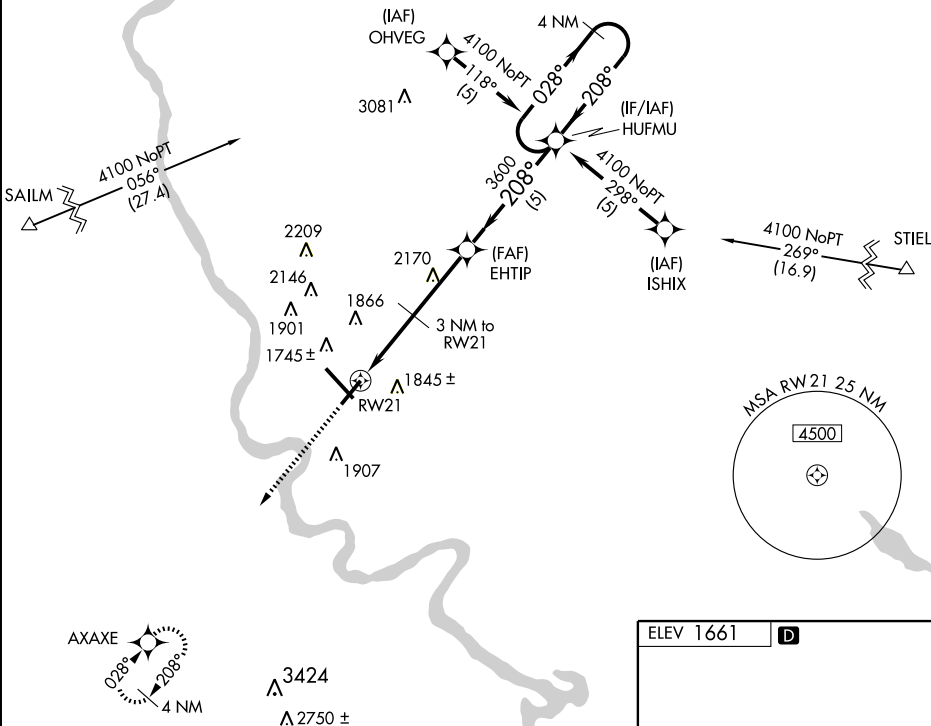 (IAF)
OHVEG
4 NM
4100 NoPT
118°
(5)
028°
208°
3081
(IF/IAF)
HUFMU
4100 NoPT
056°
(27.4)
SAILM
3600
208°
(5)
4100 NoPT
298°
(5)
4100 NoPT
269°
(16.9)
STIEL
2209
2170
(FAF)
EHTIP
(IAF)
ISHIX
2146
1901
1866
3 NM to
RW21
1745 ±
1845 ±
RW21
MSA RW21 25 NM
4500
1907
AXAXE
028°
208°
4 NM
3424
2750 ±
ELEV 1661
D